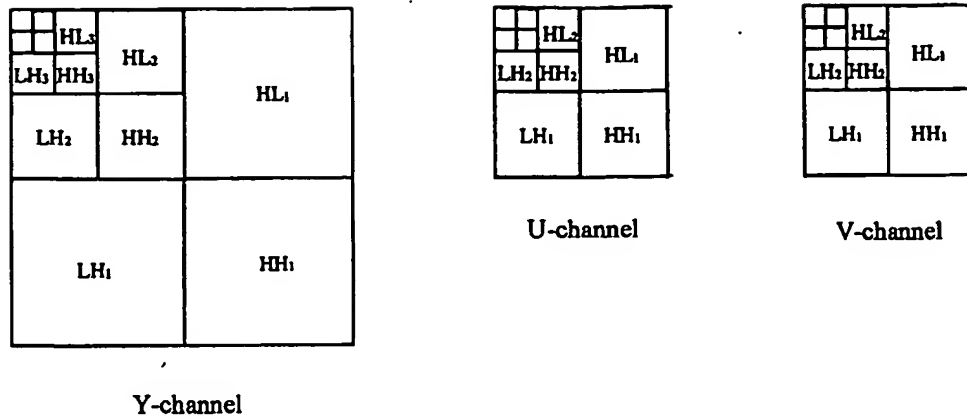 HL₃
LH₃ HH₃
HL₂
LH₂ HH₂
HL₁
LH₁ HH₁
Y-channel
HL₂
LH₂ HH₂
HL₁
LH₁ HH₁
U-channel
HL₂
LH₂ HH₂
HL₁
LH₁ HH₁
V-channel